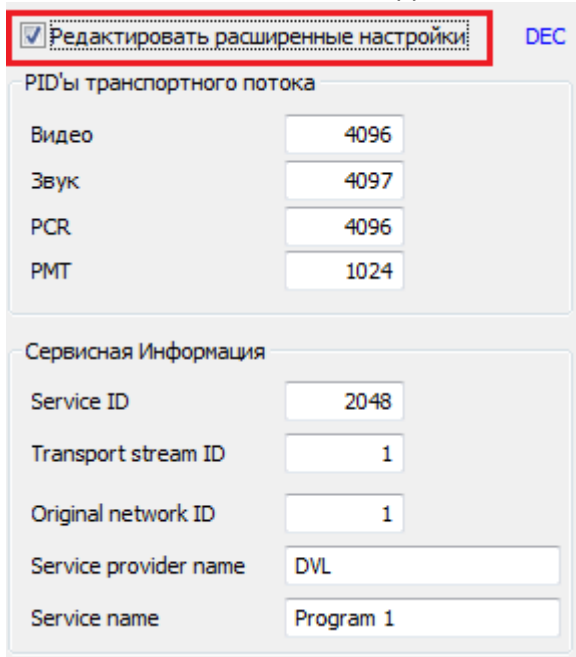 Редактировать расширенные настройки DEC
PID'ы транспортного потока
Видео 4096
Звук 4097
PCR 4096
PMT 1024
Сервисная Информация
Service ID 2048
Transport stream ID 1
Original network ID 1
Service provider name DVL
Service name Program 1